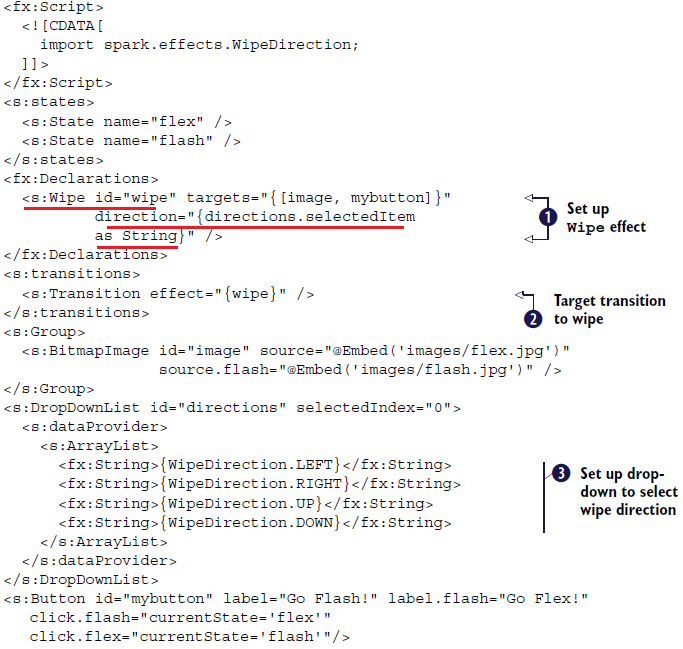 <fx:Script>
  <![CDATA[
    import spark.effects.WipeDirection;
  ]]>
</fx:Script>
<s:states>
  <s:State name="flex" />
  <s:State name="flash" />
</s:states>
<fx:Declarations>
  <s:Wipe id="wipe" targets="{[image, mybutton]}"
          direction="{directions.selectedItem
          as String}" />
1 Set up
Wipe effect
</fx:Declarations>
<s:transitions>
  <s:Transition effect="{wipe}" />
</s:transitions>
2 Target transition
to wipe
<s:Group>
  <s:BitmapImage id="image" source="@Embed('images/flex.jpg')"
                 source.flash="@Embed('images/flash.jpg')" />
</s:Group>
<s:DropDownList id="directions" selectedIndex="0">
  <s:dataProvider>
    <s:ArrayList>
      <fx:String>{WipeDirection.LEFT}</fx:String>
      <fx:String>{WipeDirection.RIGHT}</fx:String>
      <fx:String>{WipeDirection.UP}</fx:String>
      <fx:String>{WipeDirection.DOWN}</fx:String>
3 Set up drop-
down to select
wipe direction
    </s:ArrayList>
  </s:dataProvider>
</s:DropDownList>
<s:Button id="mybutton" label="Go Flash!" label.flash="Go Flex!"
   click.flash="currentState='flex'"
   click.flex="currentState='flash'"/>